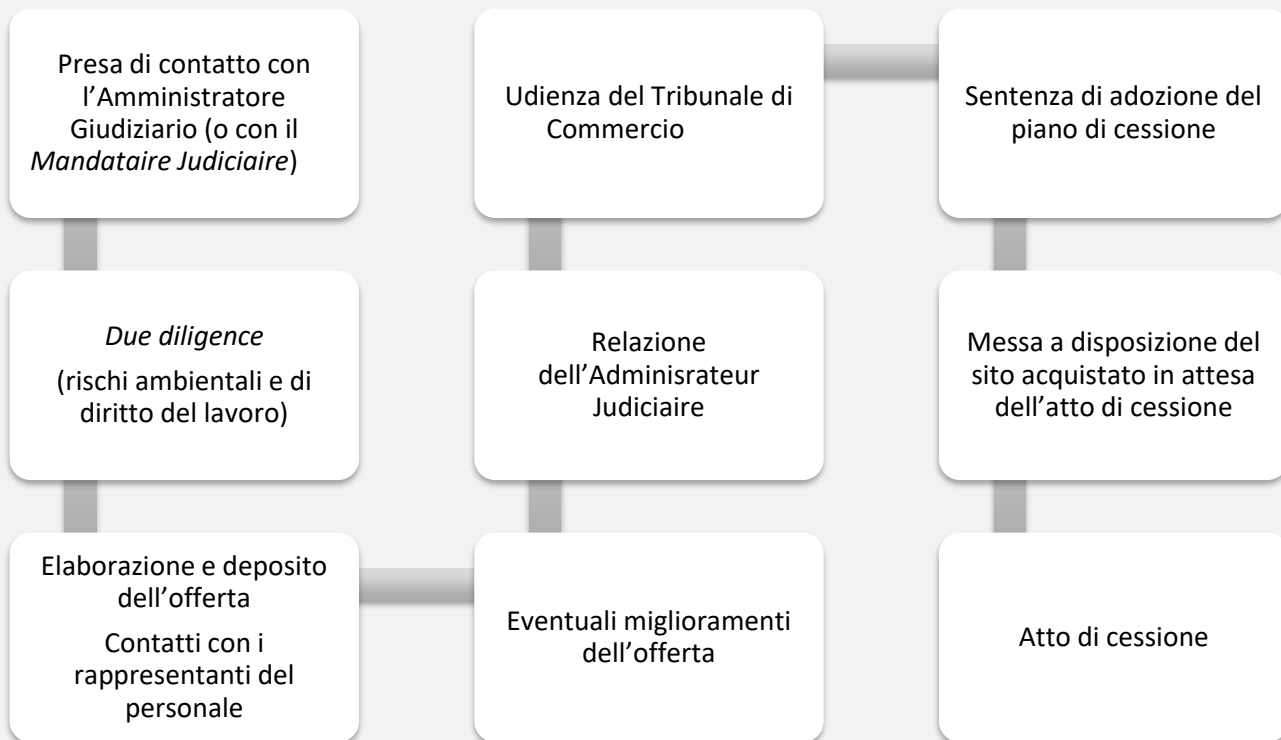 Presa di contatto con
l’Amministratore
Giudiziario (o con il
Mandataire Judiciaire)
Due diligence
(rischi ambientali e di
diritto del lavoro)
Elaborazione e deposito
dell’offerta
Contatti con i
rappresentanti del
personale
Eventuali miglioramenti
dell’offerta
Relazione
dell’Adminisrateur
Judiciaire
Udienza del Tribunale di
Commercio
Sentenza di adozione del
piano di cessione
Messa a disposizione del
sito acquistato in attesa
dell’atto di cessione
Atto di cessione